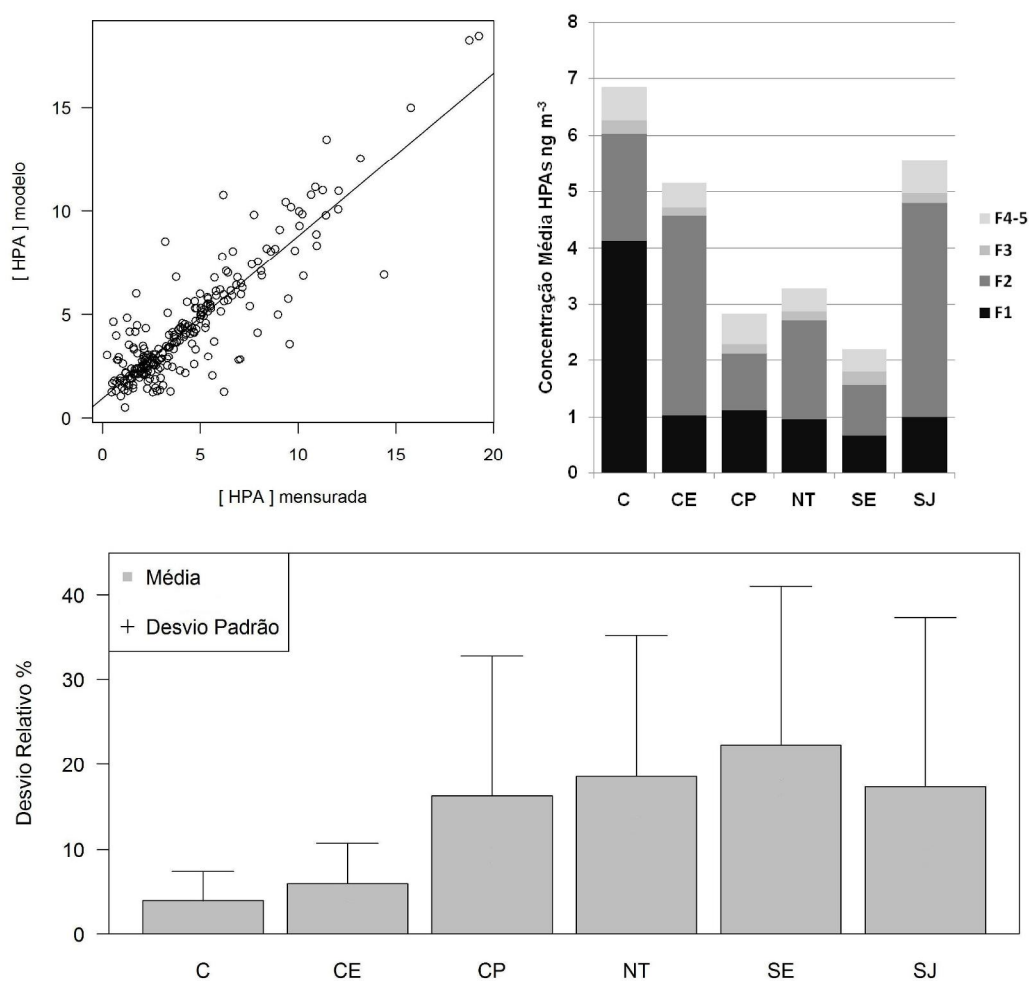 [ HPA ] modelo
15
10
5
0
0 5 10 15 20
[ HPA ] mensurada
Concentração Média HPAs ng m-3
8
7
6
5
4
3
2
1
0
C CE CP NT SE SJ
F4-5
F3
F2
F1
Desvio Relativo %
40
30
20
10
0
Média
Desvio Padrão
C CE CP NT SE SJ